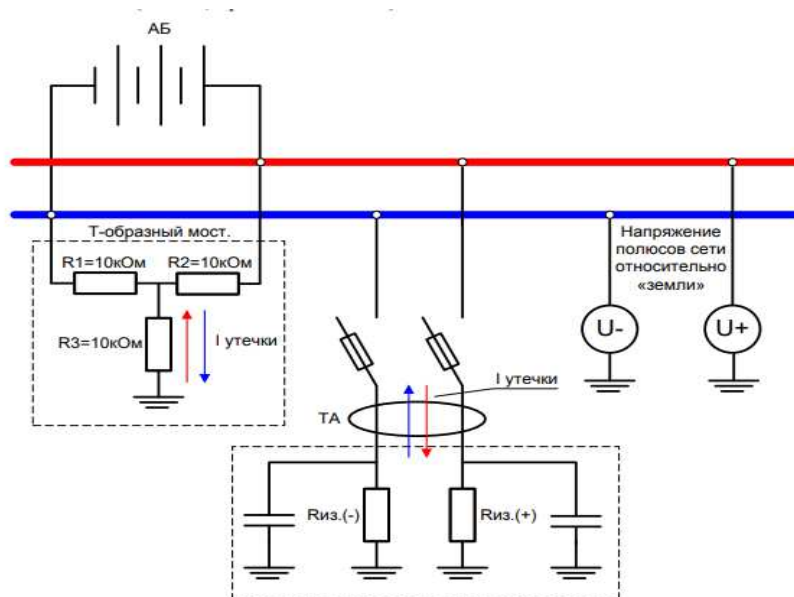 АБ
Т-образный мост.
R1=10кОм
R2=10кОм
R3=10кОм
I утечки
Напряжение
полюсов сети
относительно
«земли»
U-
U+
I утечки
ТА
Rиз.(-)
Rиз.(+)